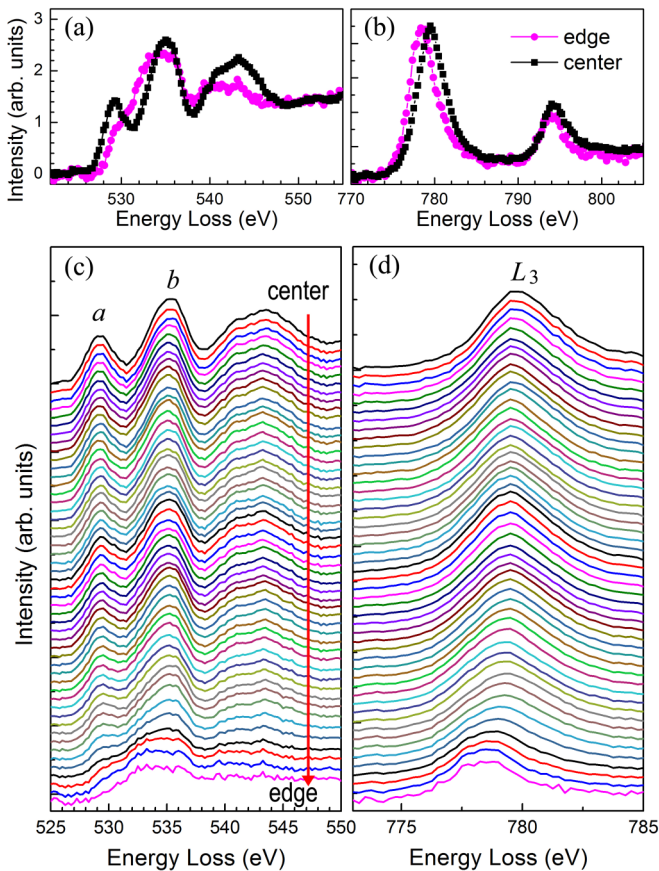 (a)
(b)
edge
center
Intensity (arb. units)
3
2
1
0
530
540
550
770
780
790
800
Energy Loss (eV)
Energy Loss (eV)
(c)
(d)
a
b
center
L3
Intensity (arb. units)
edge
525
530
535
540
545
550
775
780
785
Energy Loss (eV)
Energy Loss (eV)